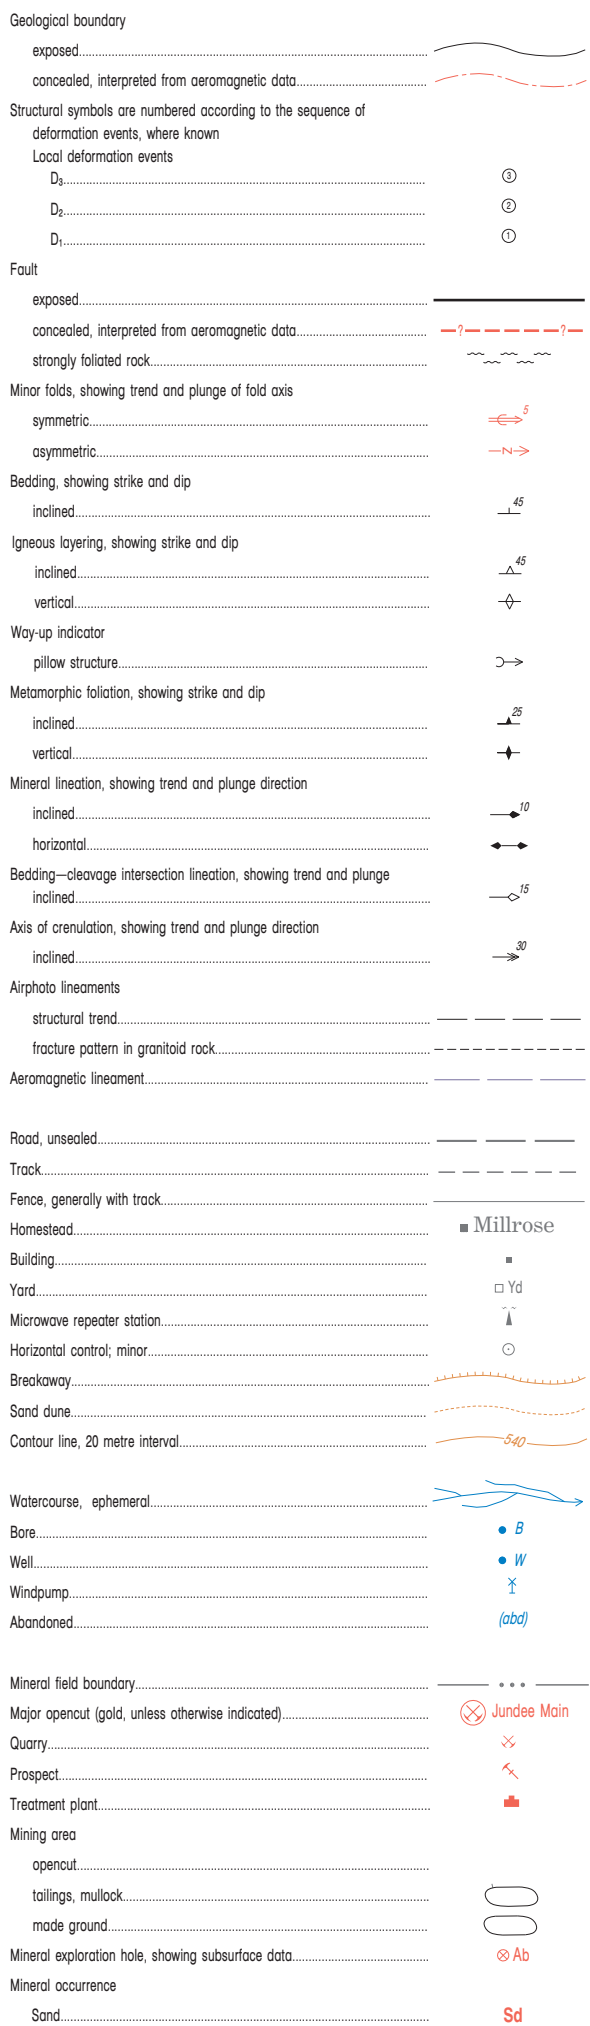 Geological boundary
exposed
concealed, interpreted from aeromagnetic data
Structural symbols are numbered according to the sequence of
deformation events, where known
Local deformation events
D₃ 3
D₂ 2
D₁ 1
Fault
exposed
concealed, interpreted from aeromagnetic data ? ?
strongly foliated rock
Minor folds, showing trend and plunge of fold axis
symmetric 5
asymmetric Z
Bedding, showing strike and dip
inclined 45
Igneous layering, showing strike and dip
inclined 45
vertical
Way-up indicator
pillow structure
Metamorphic foliation, showing strike and dip
inclined 25
vertical
Mineral lineation, showing trend and plunge direction
inclined 10
horizontal
Bedding—cleavage intersection lineation, showing trend and plunge
inclined 15
Axis of crenulation, showing trend and plunge direction
inclined 30
Airphoto lineaments
structural trend
fracture pattern in granitoid rock
Aeromagnetic lineament
Road, unsealed
Track
Fence, generally with track
Homestead Millrose
Building
Yard Yd
Microwave repeater station
Horizontal control; minor
Breakaway
Sand dune
Contour line, 20 metre interval 540
Watercourse, ephemeral
Bore B
Well W
Windpump
Abandoned (abd)
Mineral field boundary
Major opencut (gold, unless otherwise indicated) Jundee Main
Quarry
Prospect
Treatment plant
Mining area
opencut
tailings, mullock
made ground
Mineral exploration hole, showing subsurface data Ab
Mineral occurrence
Sand Sd